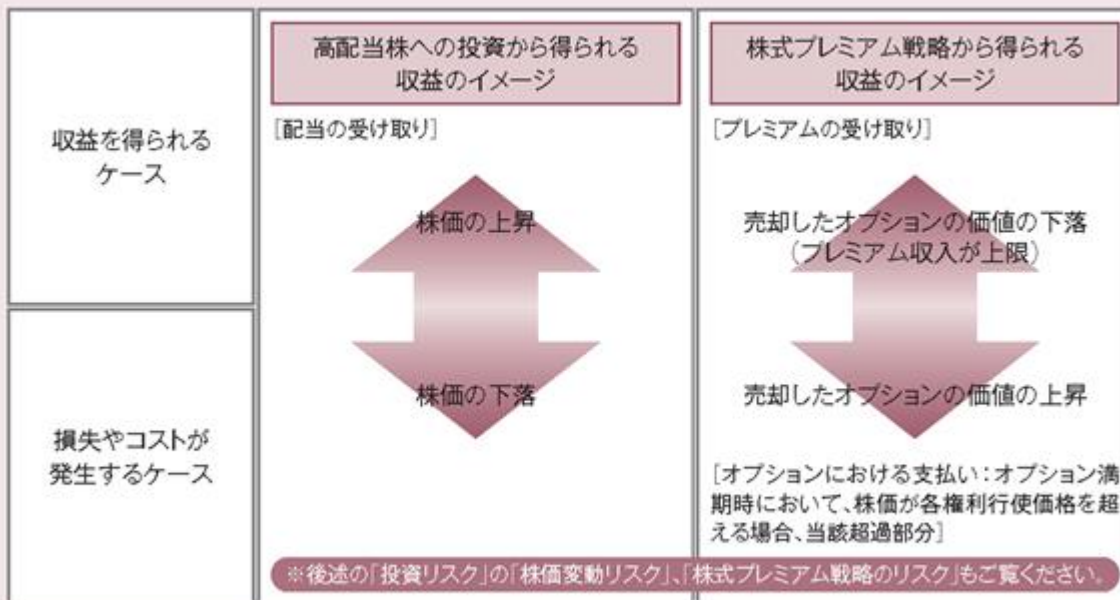 収益を得られる
ケース
損失やコストが
発生するケース
高配当株への投資から得られる
収益のイメージ
［配当の受け取り］
株価の上昇
株価の下落
株式プレミアム戦略から得られる
収益のイメージ
［プレミアムの受け取り］
売却したオプションの価値の下落
（プレミアム収入が上限）
売却したオプションの価値の上昇
［オプションにおける支払い：オプション満
期時において、株価が各権利行使価格を超
える場合、当該超過部分］
※後述の「投資リスク」の「株価変動リスク」、「株式プレミアム戦略のリスク」もご覧ください。